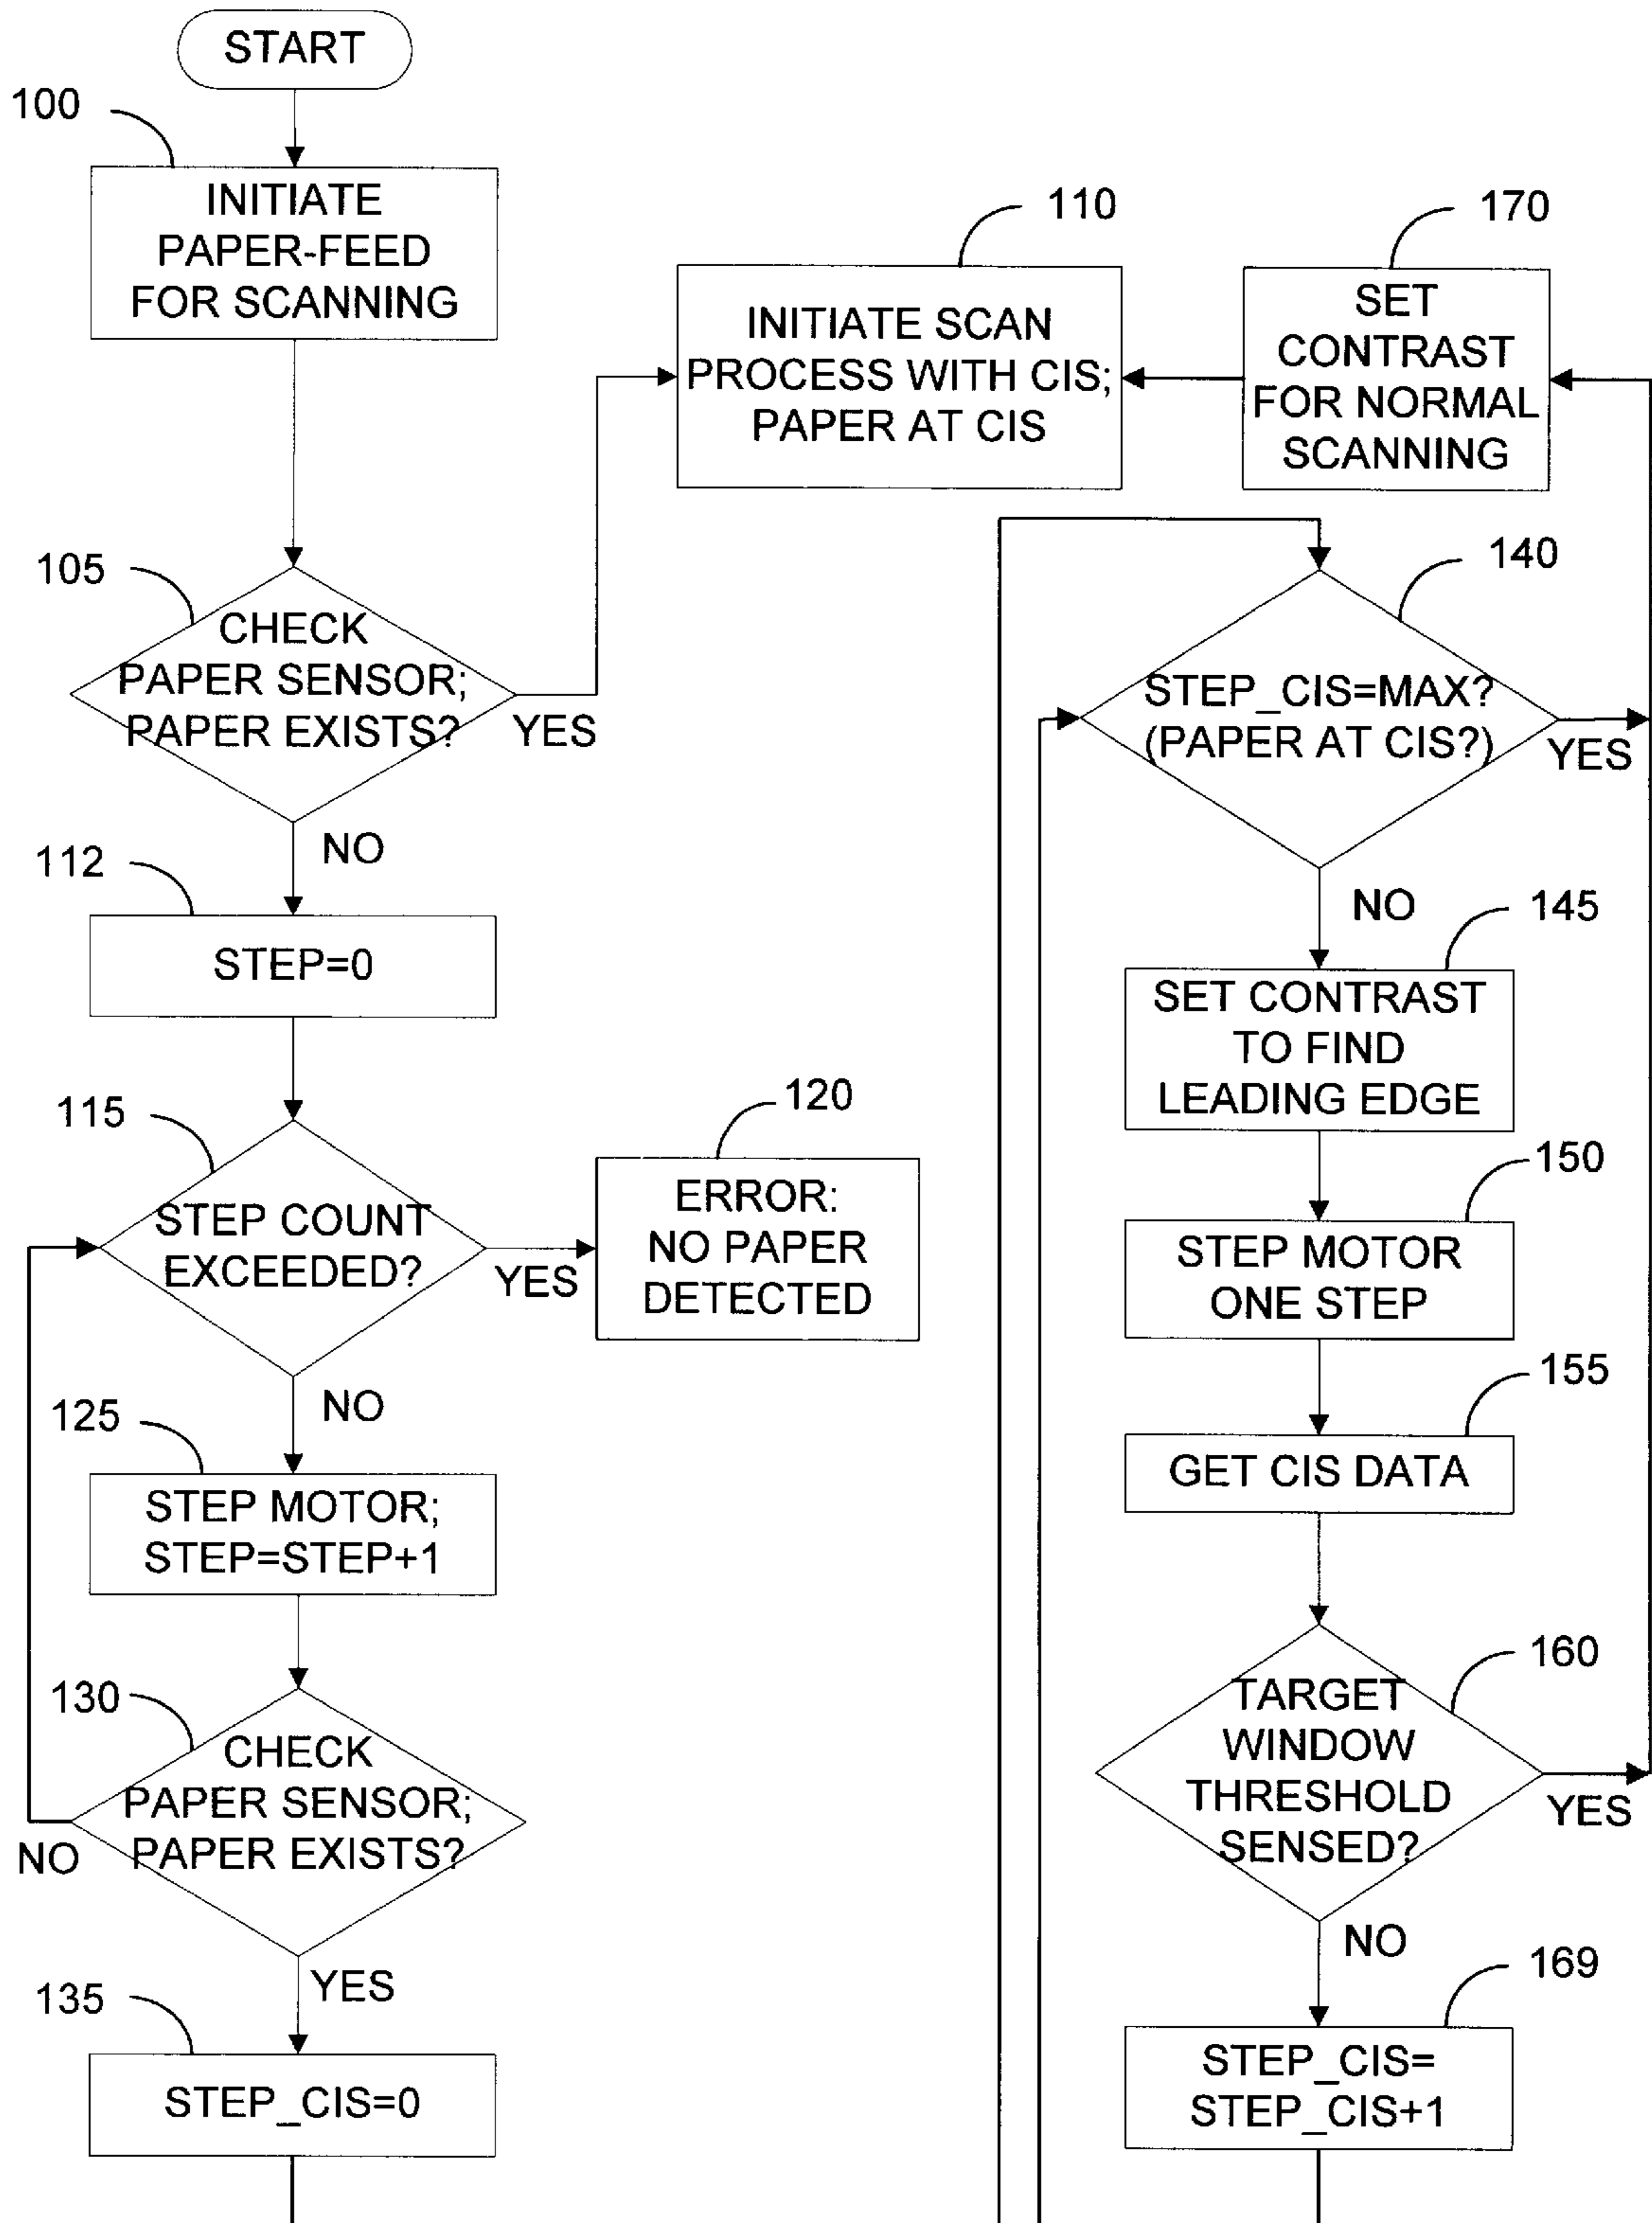 START
100
INITIATE
PAPER-FEED
FOR SCANNING
110
INITIATE SCAN
PROCESS WITH CIS;
PAPER AT CIS
170
SET
CONTRAST
FOR NORMAL
SCANNING
105
CHECK
PAPER SENSOR;
PAPER EXISTS?
YES
NO
112
STEP=0
115
STEP COUNT
EXCEEDED?
YES
120
ERROR:
NO PAPER
DETECTED
NO
125
STEP MOTOR;
STEP=STEP+1
130
CHECK
PAPER SENSOR;
PAPER EXISTS?
NO
YES
135
STEP_CIS=0
140
STEP_CIS=MAX?
(PAPER AT CIS?)
YES
NO
145
SET CONTRAST
TO FIND
LEADING EDGE
150
STEP MOTOR
ONE STEP
155
GET CIS DATA
160
TARGET
WINDOW
THRESHOLD
SENSED?
YES
NO
169
STEP_CIS=
STEP_CIS+1